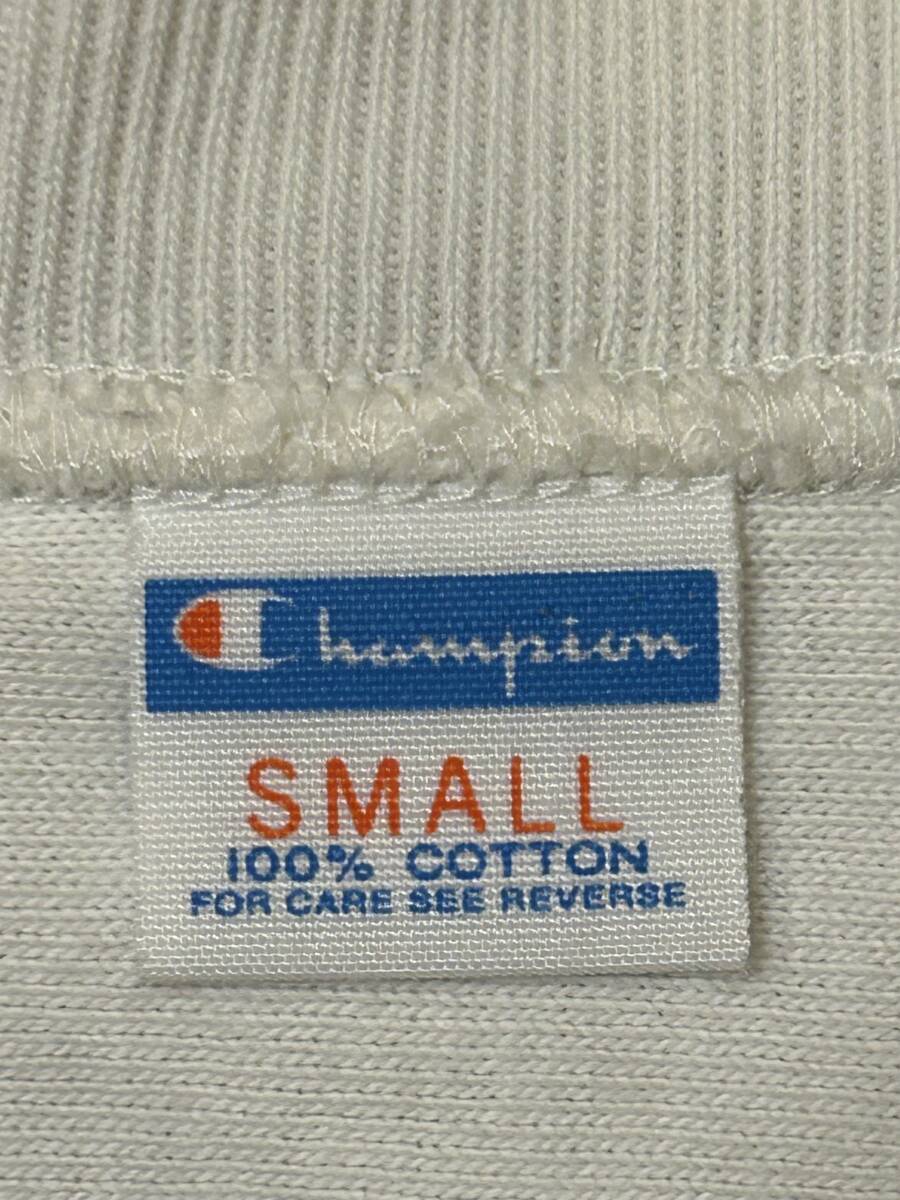 Champion
SMALL
100% COTTON
FOR CARE SEE REVERSE